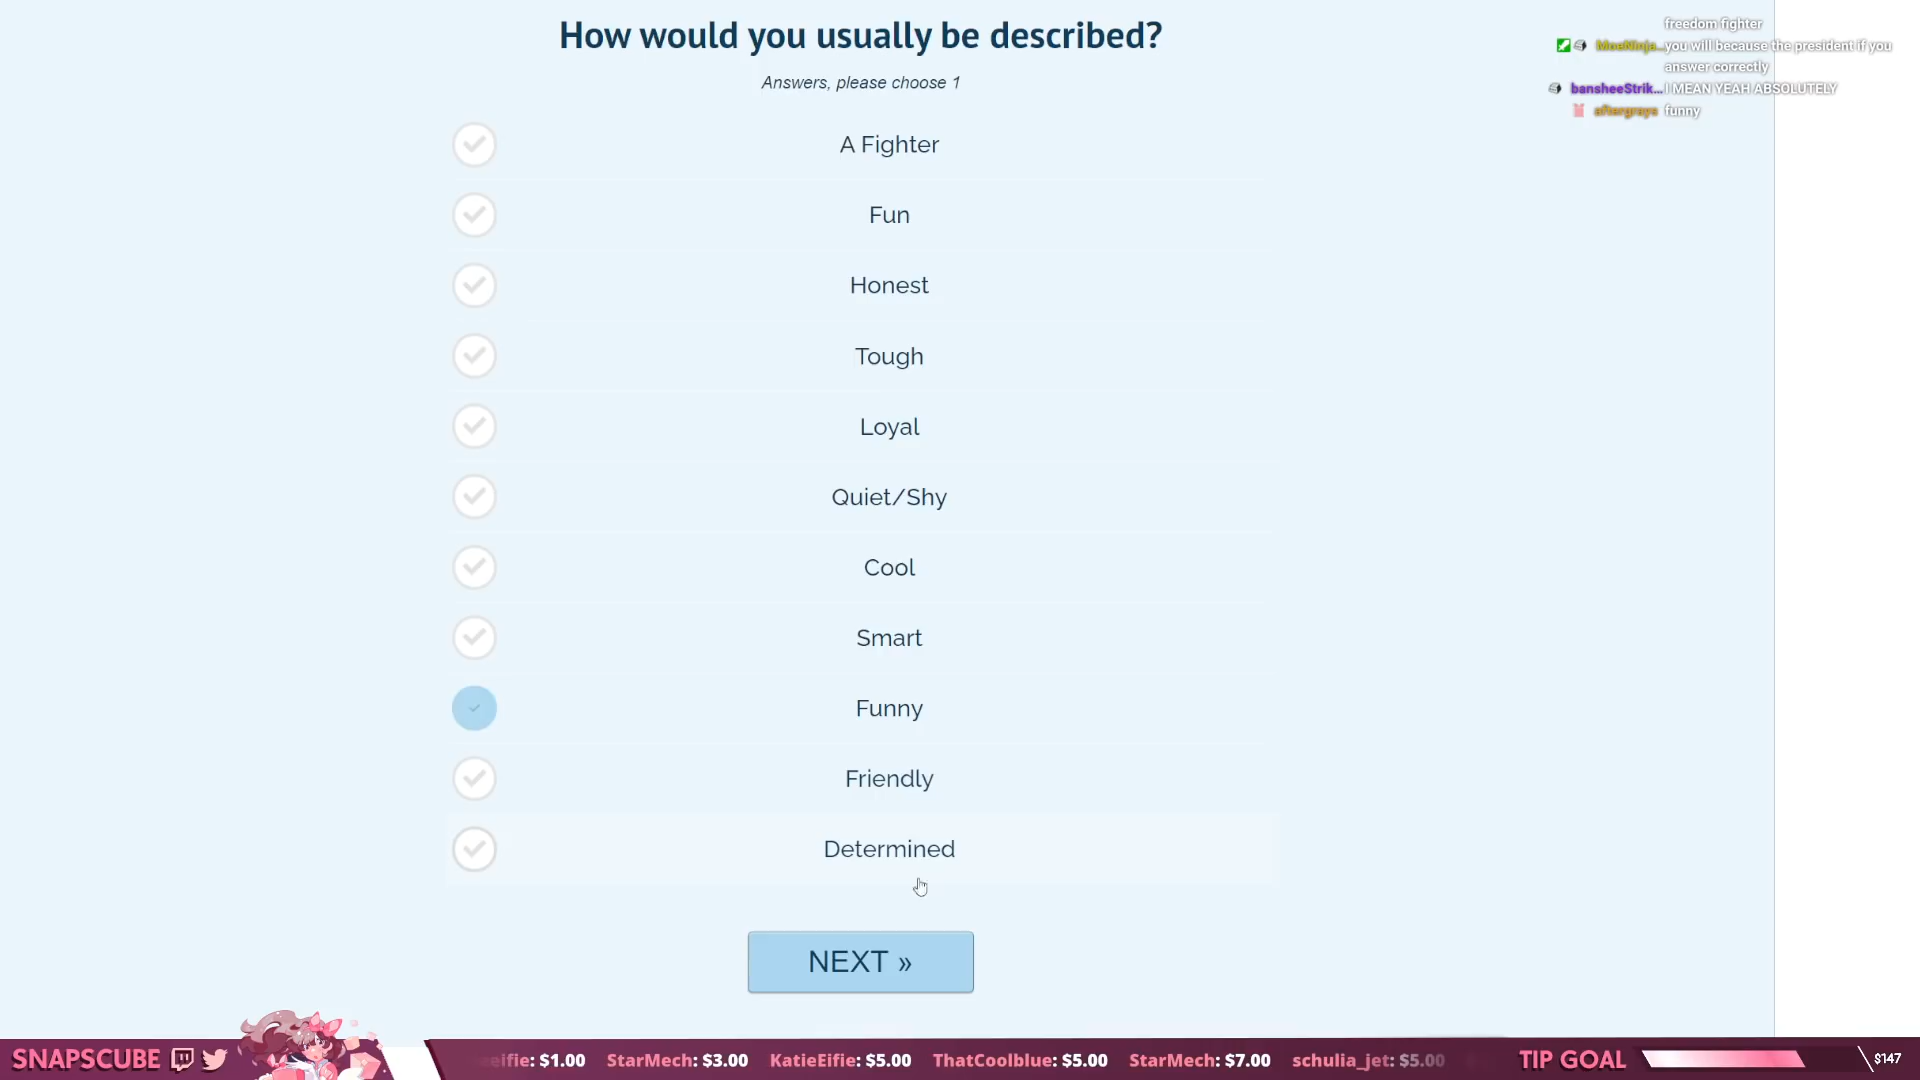 How would you usually be described?
Answers, please choose 1
A Fighter
Fun
Honest
Tough
Loyal
Quiet/Shy
Cool
Smart
Funny
Friendly
Determined
NEXT »
freedom fighter
MoeNinja... you will because the president if you
answer correctly
bansheeStrik... I MEAN YEAH ABSOLUTELY
aftergrays funny
SNAPSCUBE
eifie: $1.00 StarMech: $3.00 KatieEifie: $5.00 ThatCoolblue: $5.00 StarMech: $7.00 schulia_jet: $5.00
TIP GOAL
$147